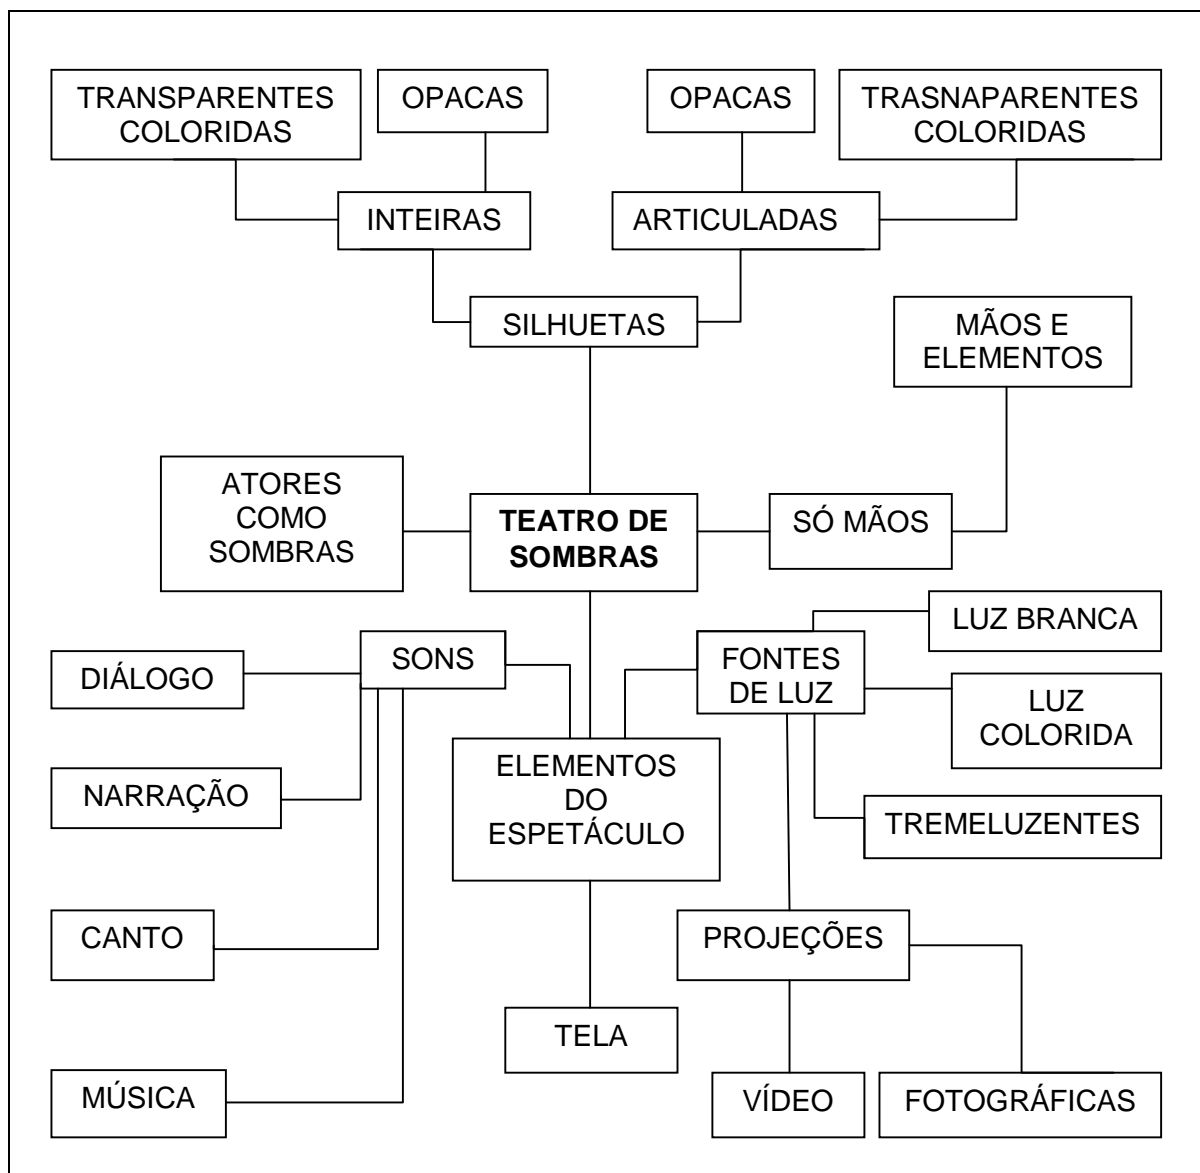 TRANSPARENTES
COLORIDAS
OPACAS
OPACAS
TRASNAPARENTES
COLORIDAS
INTEIRAS
ARTICULADAS
SILHUETAS
MÃOS E
ELEMENTOS
ATORES
COMO
SOMBRAS
TEATRO DE
SOMBRAS
SÓ MÃOS
LUZ BRANCA
SONS
FONTES
DE LUZ
DIÁLOGO
LUZ
COLORIDA
ELEMENTOS
DO
ESPETÁCULO
NARRAÇÃO
TREMELUZENTES
CANTO
PROJEÇÕES
TELA
MÚSICA
VÍDEO
FOTOGRÁFICAS